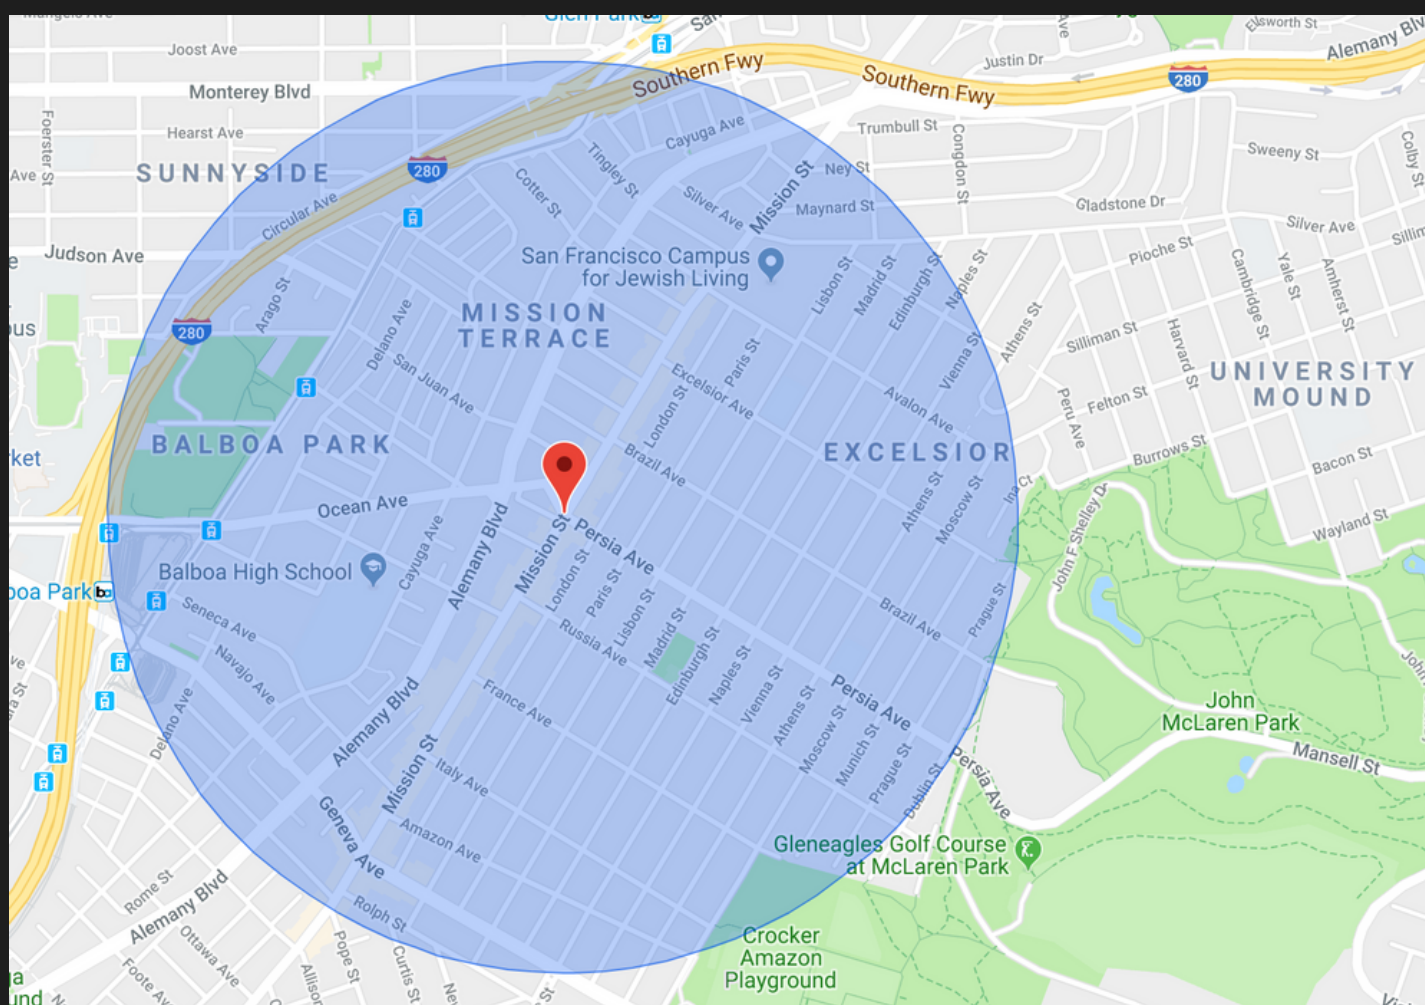 Glen Park
Joost Ave
Monterey Blvd
Hearst Ave
Foerster St
SUNNYSIDE
280
Circular Ave
Judson Ave
Southern Fwy
Southern Fwy
280
Alemany Blv
Ellsworth St
Justin Dr
Cayuga Ave
Tingley St
Cotter St
Silver Ave
Mission St
Trumbull St
Ney St
Maynard St
Congdon St
Sweeny St
Colby St
Gladstone Dr
Silver Ave
Pioche St
San Francisco Campus
for Jewish Living
Lisbon St
Madrid St
Edinburgh St
Naples St
Cambridge St
Yale St
Amherst St
280
Arago St
MISSION
TERRACE
Delano Ave
San Juan Ave
Excelsior Ave
Paris St
London St
Avalon Ave
Vienna St
Athens St
Silliman St
Harvard St
Felton St
Peru Ave
UNIVERSITY
MOUND
BALBOA PARK
EXCELSIOR
Brazil Ave
Burrows St
Bacon St
Ocean Ave
Athens St
Moscow St
Ina Ct
John F Shelley Dr
Wayland St
Alemany Blvd
Mission St
Persia Ave
Cayuga Ave
Balboa High School
London St
Paris St
Lisbon St
Madrid St
Edinburgh St
Naples St
Vienna St
Athens St
Moscow St
Munich St
Prague St
Dublin St
Seneca Ave
Navajo Ave
Russia Ave
Brazil Ave
Prague St
France Ave
Persia Ave
Persia Ave
John
McLaren Park
Mansell St
Delano Ave
Alemany Blvd
Mission St
Italy Ave
Geneva Ave
Amazon Ave
Gleneagles Golf Course
at McLaren Park
Rome St
Alemany Blvd
Rolph St
Ottawa Ave
Foote Ave
Pope St
Curtis St
Crocker
Amazon
Playground